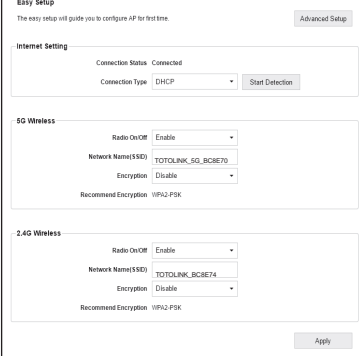 Easy Setup
The easy setup will guide you to configure AP for first time.
Advanced Setup
Internet Setting
Connection Status Connected
Connection Type DHCP Start Detection
5G Wireless
Radio On/Off Enable
Network Name(SSID) TOTOLINK_5G_BC8E70
Encryption Disable
Recommend Encryption WPA2-PSK
2.4G Wireless
Radio On/Off Enable
Network Name(SSID) TOTOLINK_BC8E74
Encryption Disable
Recommend Encryption WPA2-PSK
Apply